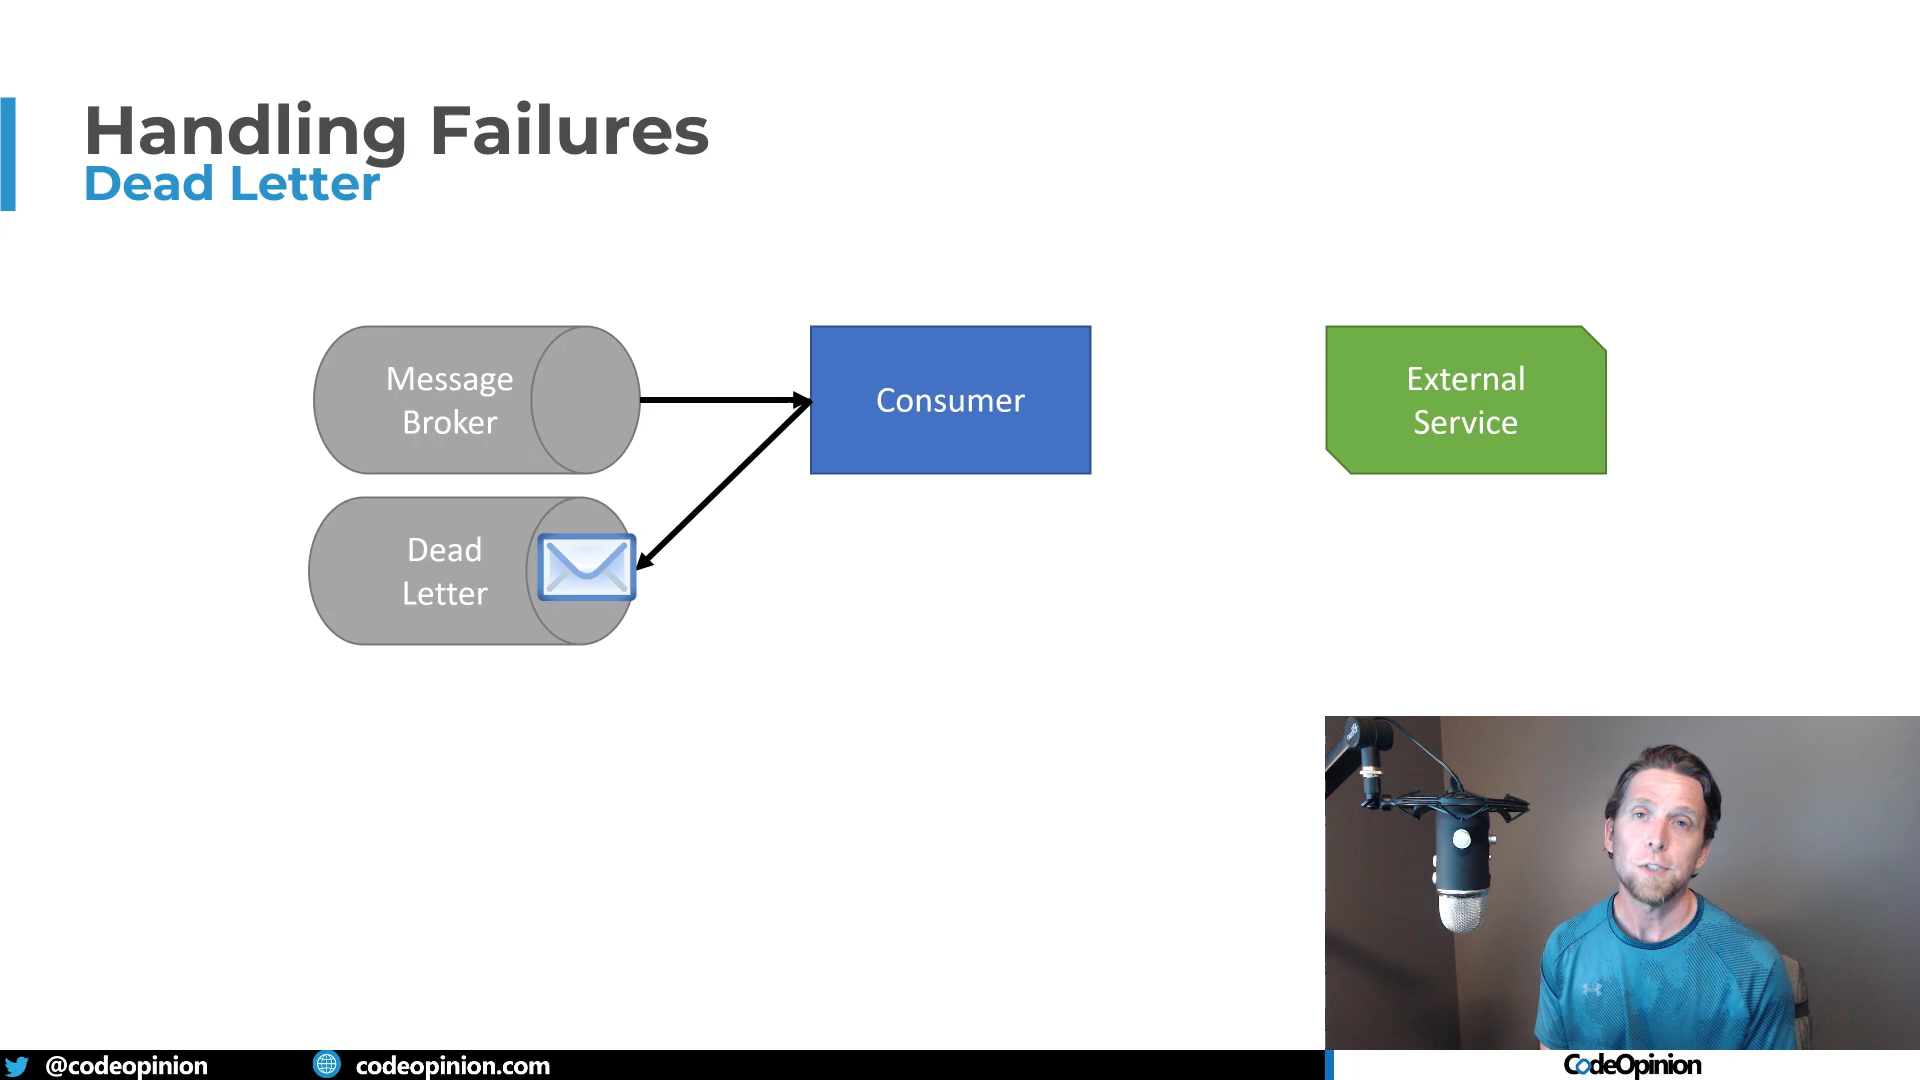 Handling Failures
Dead Letter
Message
Broker
Consumer
External
Service
Dead
Letter
@codeopinion
codeopinion.com
CodeOpinion